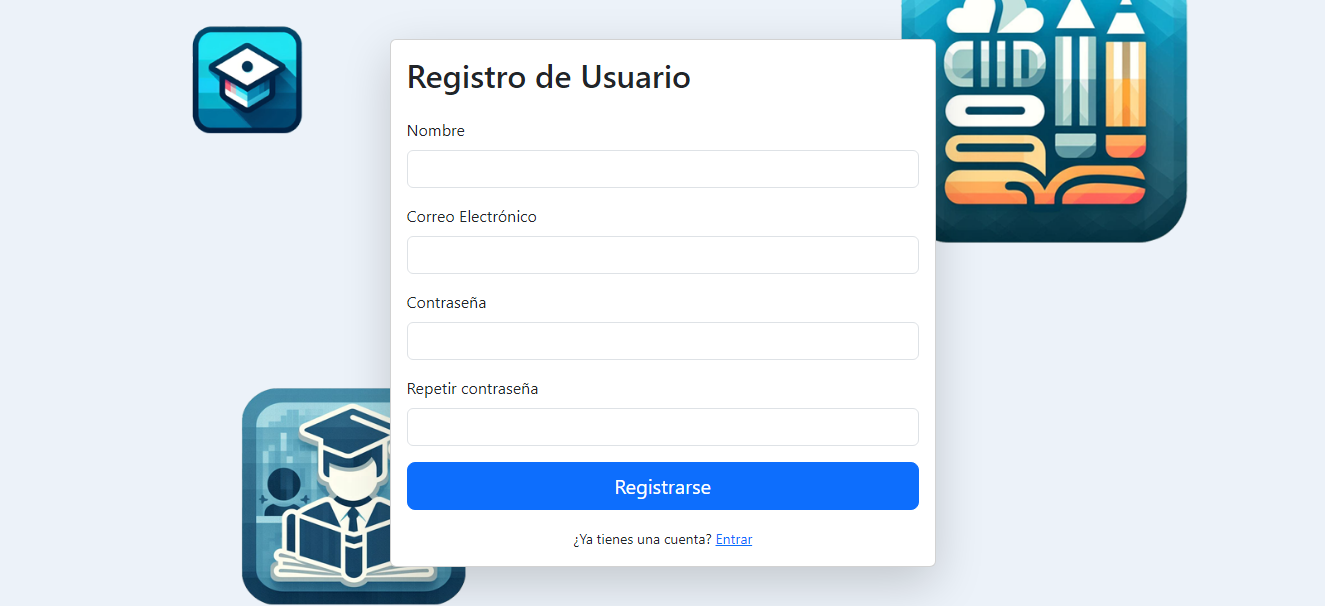 Registro de Usuario
Nombre
Correo Electrónico
Contraseña
Repetir contraseña
Registrarse
¿Ya tienes una cuenta? Entrar